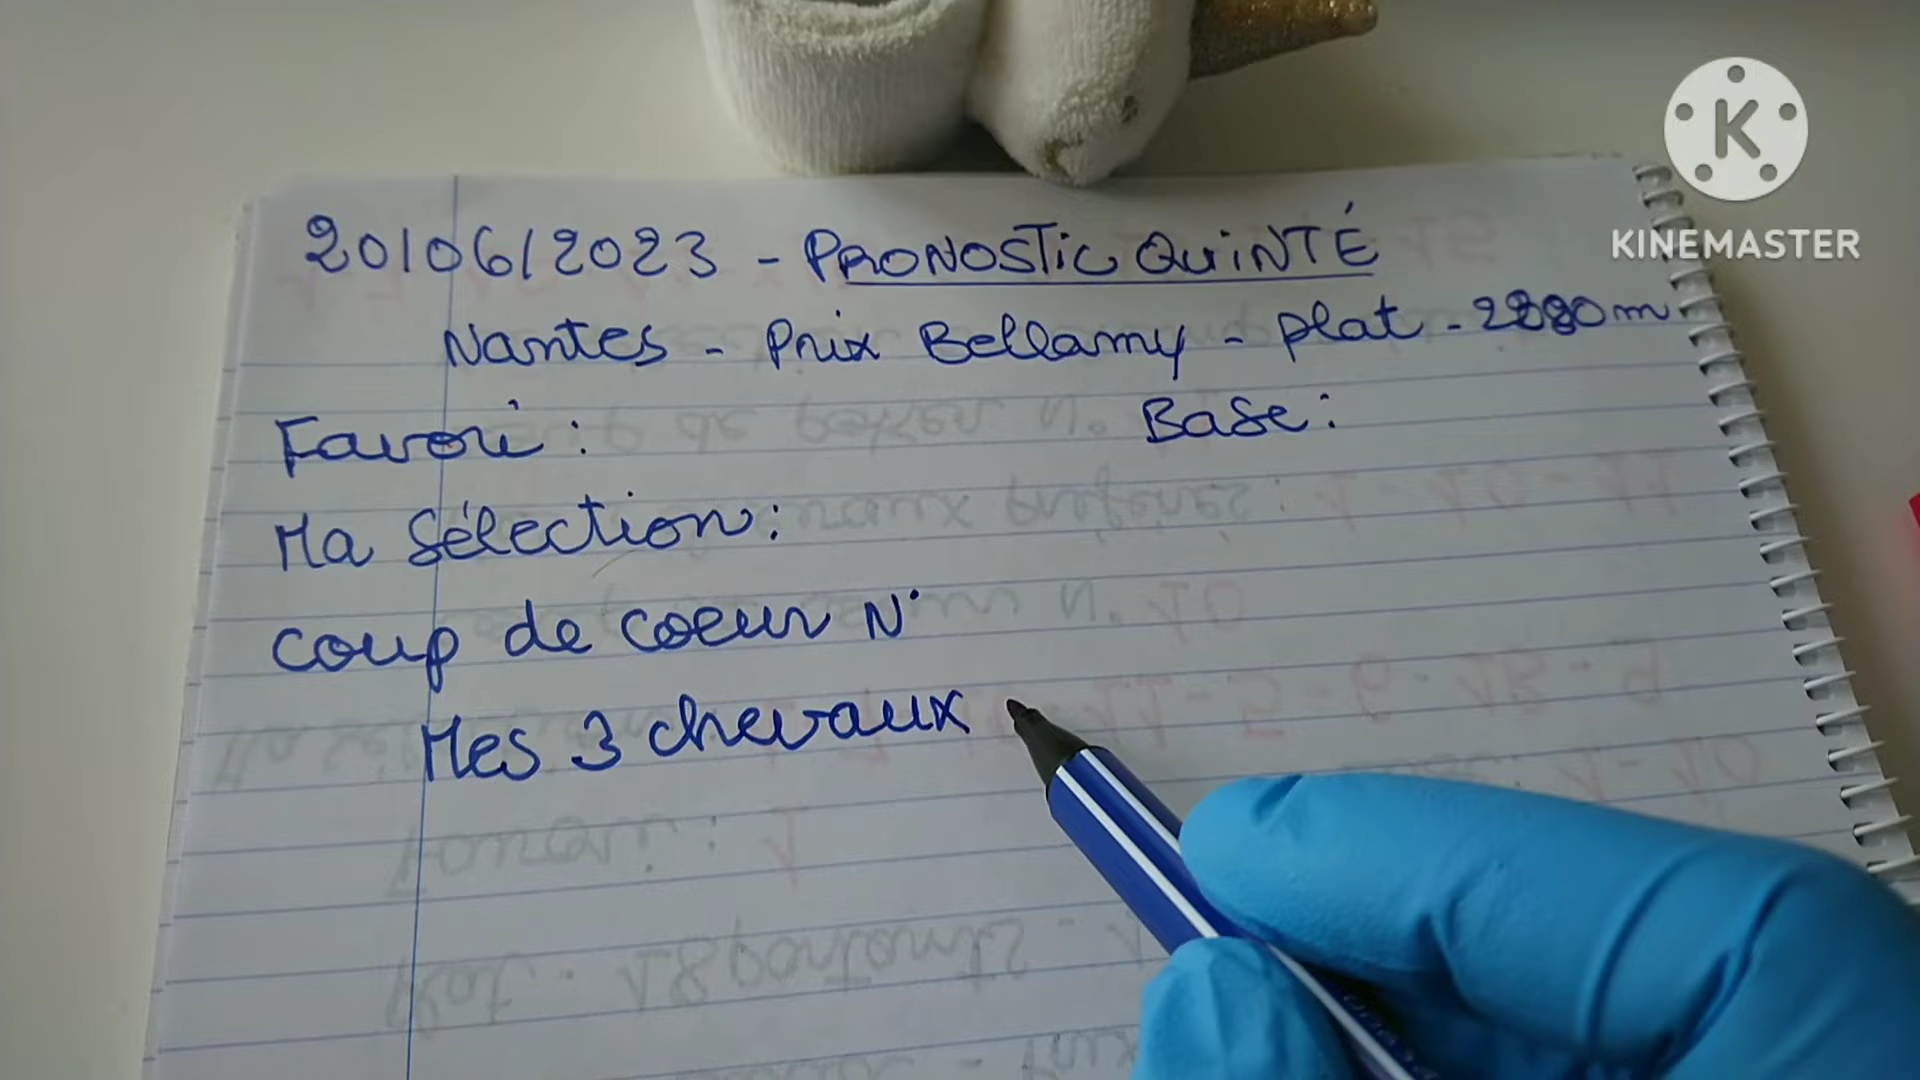 20/06/2023 - PRONOSTIC QUINTÉ
Nantes - Prix Bellamy - plat -
Favori :
Base :
Ma Sélection :
coup de coeur N°
Mes 3 chevaux
KINEMASTER